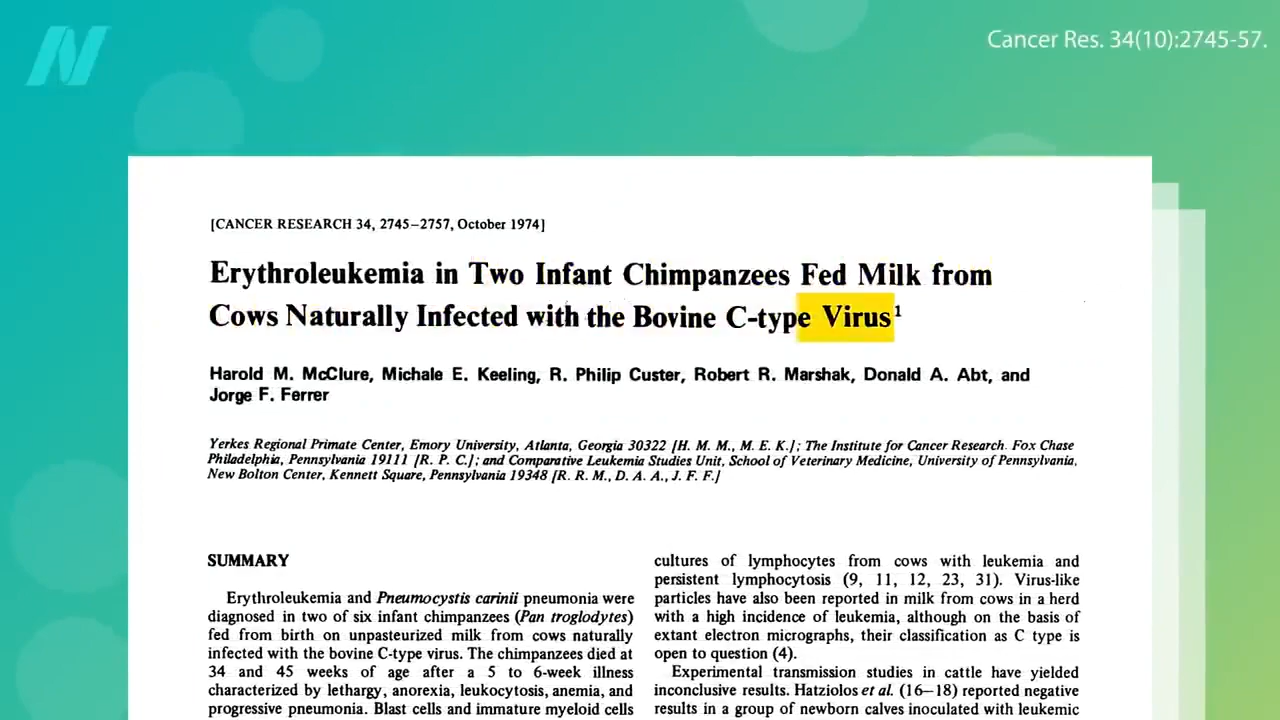 Cancer Res. 34(10):2745-57.
[CANCER RESEARCH 34, 2745–2757, October 1974]
Erythroleukemia in Two Infant Chimpanzees Fed Milk from
Cows Naturally Infected with the Bovine C-type Virus¹
Harold M. McClure, Michale E. Keeling, R. Philip Custer, Robert R. Marshak, Donald A. Abt, and
Jorge F. Ferrer
Yerkes Regional Primate Center, Emory University, Atlanta, Georgia 30322 [H. M. M., M. E. K.]; The Institute for Cancer Research. Fox Chase
Philadelphia, Pennsylvania 19111 [R. P. C.]; and Comparative Leukemia Studies Unit, School of Veterinary Medicine, University of Pennsylvania,
New Bolton Center, Kennett Square, Pennsylvania 19348 [R. R. M., D. A. A., J. F. F.]
SUMMARY
Erythroleukemia and Pneumocystis carinii pneumonia were
diagnosed in two of six infant chimpanzees (Pan troglodytes)
fed from birth on unpasteurized milk from cows naturally
infected with the bovine C-type virus. The chimpanzees died at
34 and 45 weeks of age after a 5 to 6-week illness
characterized by lethargy, anorexia, leukocytosis, anemia, and
progressive pneumonia. Blast cells and immature myeloid cells
cultures of lymphocytes from cows with leukemia and
persistent lymphocytosis (9, 11, 12, 23, 31). Virus-like
particles have also been reported in milk from cows in a herd
with a high incidence of leukemia, although on the basis of
extant electron micrographs, their classification as C type is
open to question (4).
Experimental transmission studies in cattle have yielded
inconclusive results. Hatziolos et al. (16–18) reported negative
results in a group of newborn calves inoculated with leukemic